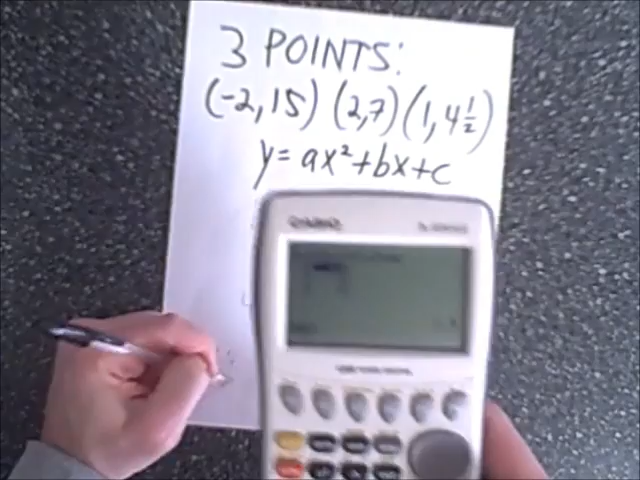 3 POINTS:
(-2,15) (2,7) (1,4½)
y = ax²+bx+c
CASIO